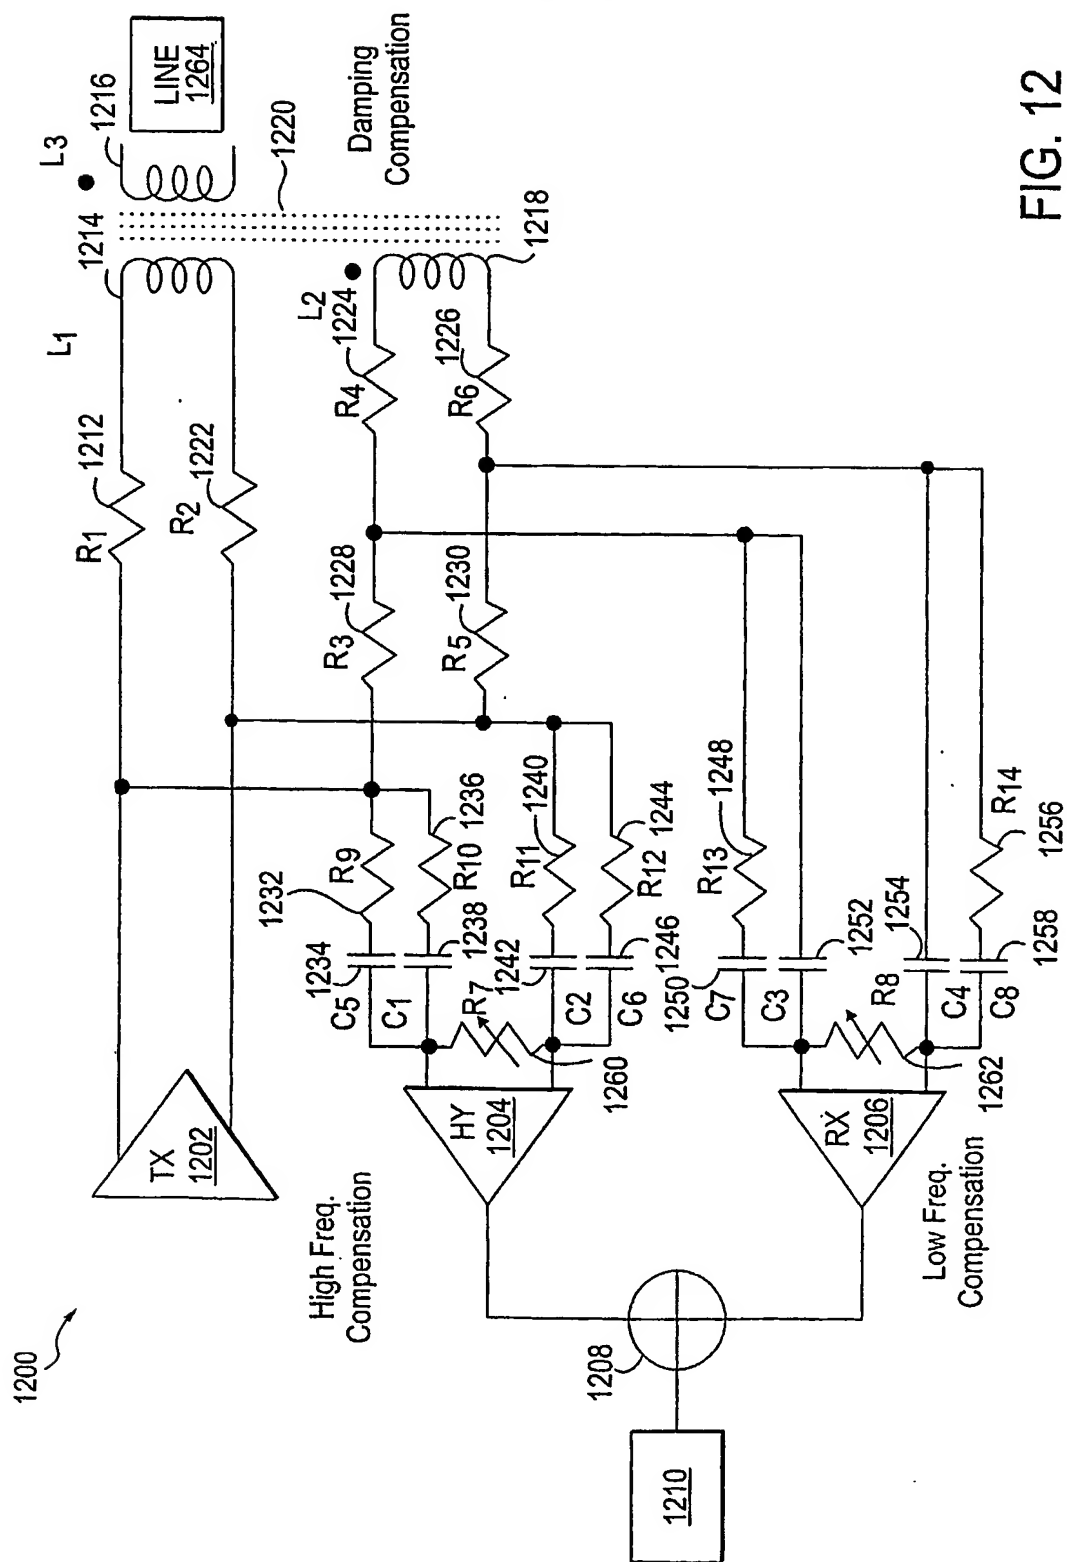 1200
TX
1202
R1
1212
R2
1222
L1
1214
L3
1216
LINE
1264
1220
Damping
Compensation
L2
1224
R4
1226
R6
1218
R3
1228
R5
1230
High Freq.
Compensation
HY
1204
1234
C5
C1
1232
R9
1236
R10
1238
R7
1260
1242
C2
C6
1240
R11
1244
R12
1246
1248
R13
1250
C7
C3
1252
1254
R8
C4
C8
1262
R14
1256
1258
RX
1206
Low Freq.
Compensation
1208
1210
FIG. 12